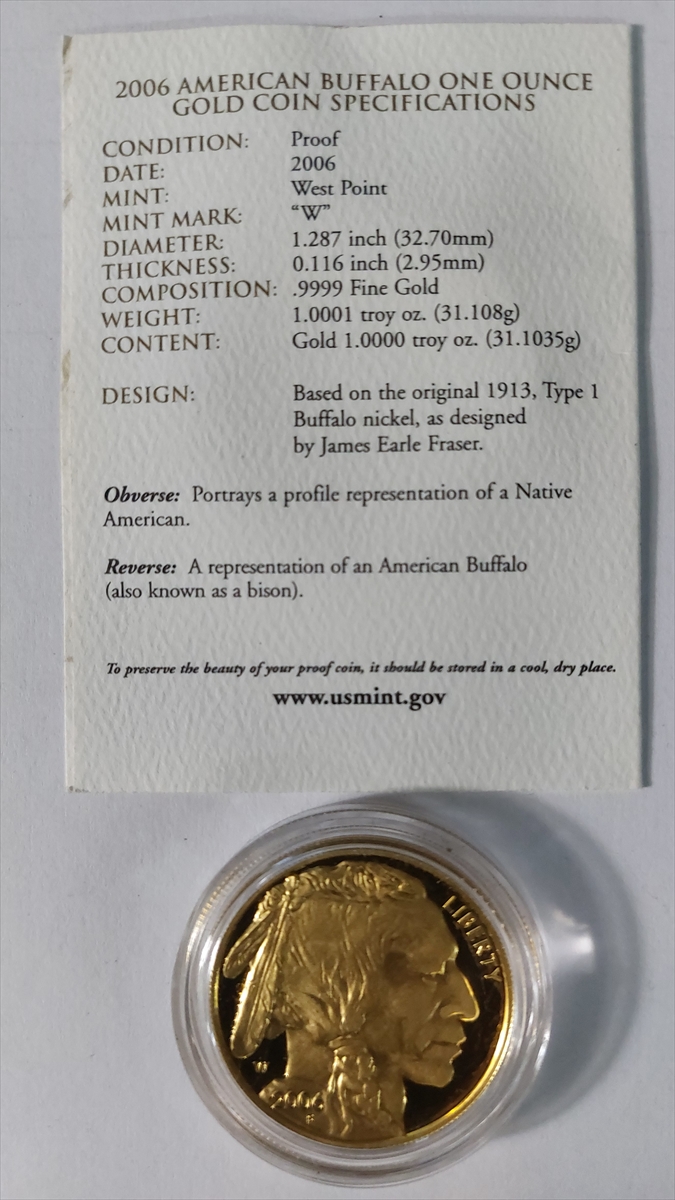 2006 AMERICAN BUFFALO ONE OUNCE
GOLD COIN SPECIFICATIONS
CONDITION: Proof
DATE: 2006
MINT: West Point
MINT MARK: “W”
DIAMETER: 1.287 inch (32.70mm)
THICKNESS: 0.116 inch (2.95mm)
COMPOSITION: .9999 Fine Gold
WEIGHT: 1.0001 troy oz. (31.108g)
CONTENT: Gold 1.0000 troy oz. (31.1035g)
DESIGN: Based on the original 1913, Type 1
Buffalo nickel, as designed
by James Earle Fraser.
Obverse: Portrays a profile representation of a Native
American.
Reverse: A representation of an American Buffalo
(also known as a bison).
To preserve the beauty of your proof coin, it should be stored in a cool, dry place.
www.usmint.gov
LIBERTY
W
2006
F